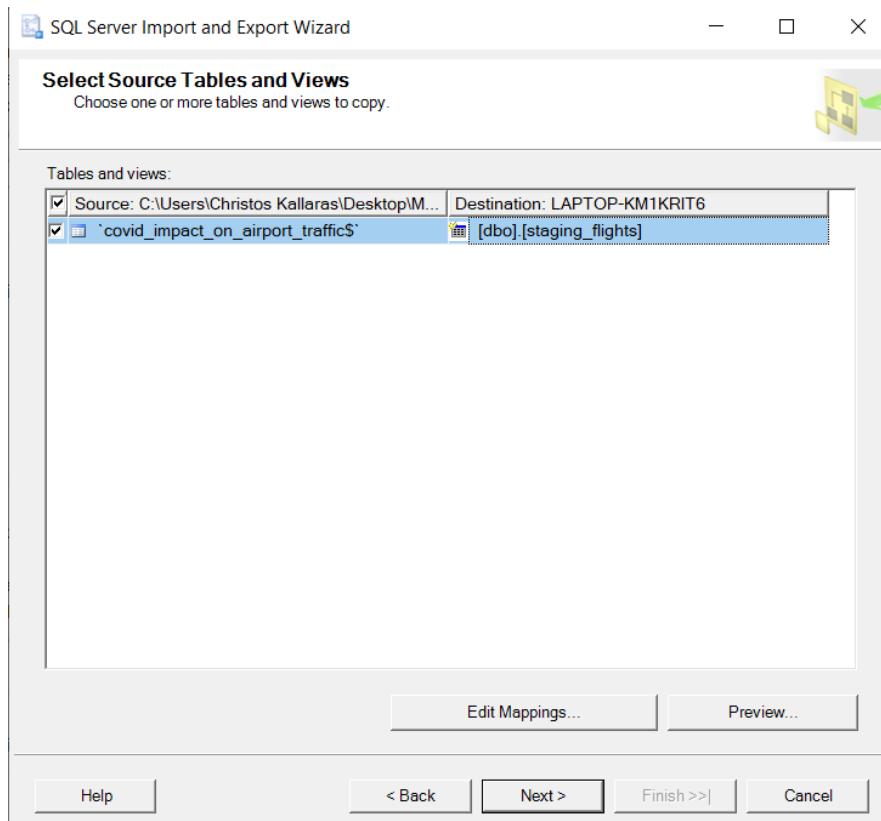 SQL Server Import and Export Wizard
Select Source Tables and Views
Choose one or more tables and views to copy.
Tables and views:
Source: C:\Users\Christos Kallaras\Desktop\M... Destination: LAPTOP-KM1KRIT6
`covid_impact_on_airport_traffic$` [dbo].[staging_flights]
Edit Mappings... Preview...
Help < Back Next > Finish >>| Cancel